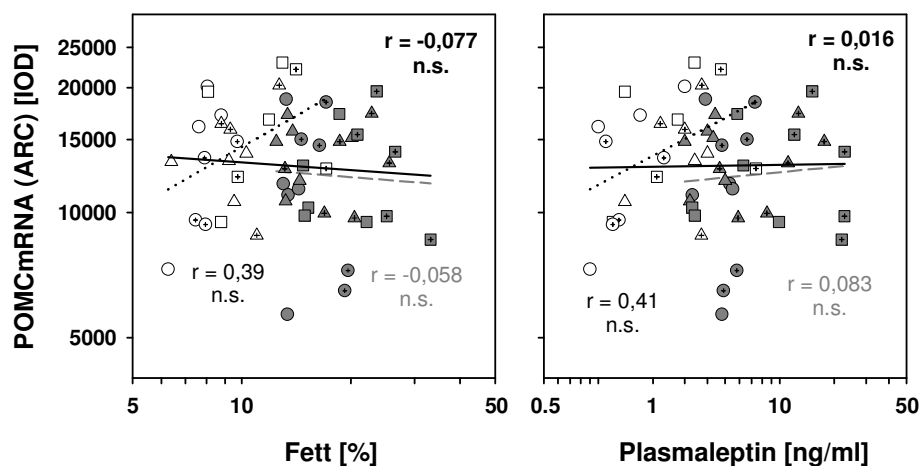 POMCmRNA (ARC) [IOD]
25000
20000
15000
10000
5000
r = -0,077
n.s.
r = 0,39
n.s.
r = -0,058
n.s.
5
10
50
Fett [%]
r = 0,016
n.s.
r = 0,41
n.s.
r = 0,083
n.s.
0.5
1
10
50
Plasmaleptin [ng/ml]